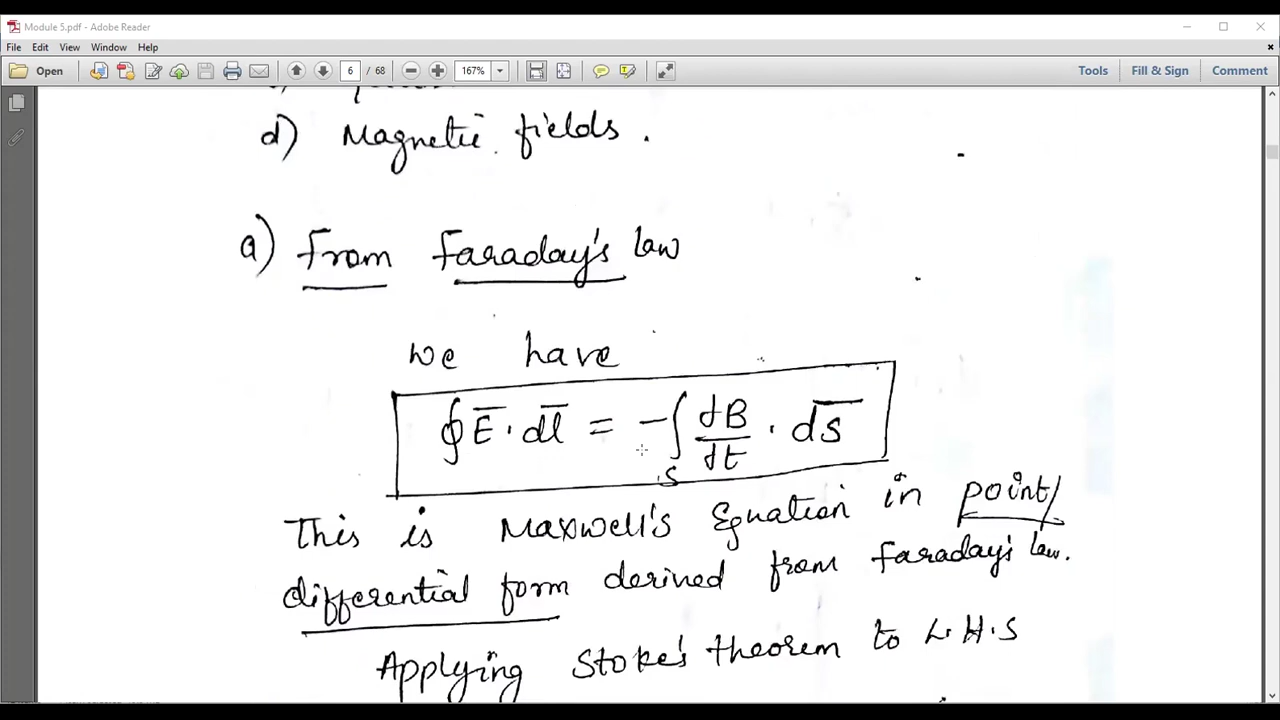 Module 5.pdf - Adobe Reader
File Edit View Window Help
Open 6 / 68 167% Tools Fill & Sign Comment
d) Magnetic fields.
a) From Faraday's law
we have
∮ E̅ · dl̅ = -∫_S ∂B/∂t · dS̅
This is Maxwell's Equation in point/
differential form derived from Faraday's law.
Applying Stoke's theorem to L.H.S